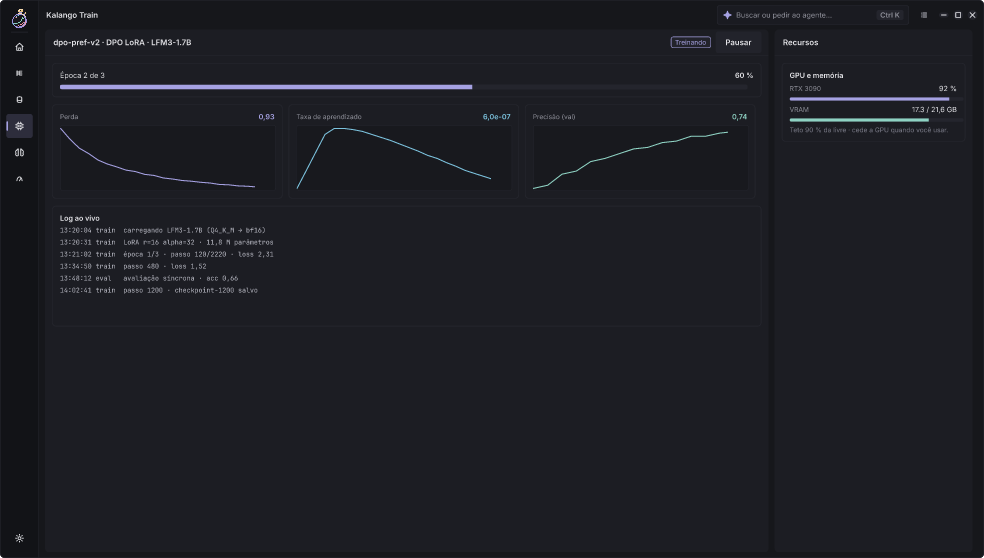 Kalango Train
Buscar ou pedir ao agente...
Ctrl K
dpo-pref-v2 · DPO LoRA · LFM3-1.7B
Treinando
Pausar
Recursos
Época 2 de 3
60 %
GPU e memória
RTX 3090
92 %
VRAM
17.3 / 21,6 GB
Teto 90 % da livre · cede a GPU quando você usar.
Perda
0,93
Taxa de aprendizado
6,0e-07
Precisão (val)
0,74
Log ao vivo
13:20:04 train carregando LFM3-1.7B (Q4_K_M → bf16)
13:20:31 train LoRA r=16 alpha=32 · 11,8 M parâmetros
13:21:02 train época 1/3 · passo 120/2220 · loss 2,31
13:34:50 train passo 480 · loss 1,52
13:48:12 eval avaliação síncrona · acc 0,66
14:02:41 train passo 1200 · checkpoint-1200 salvo